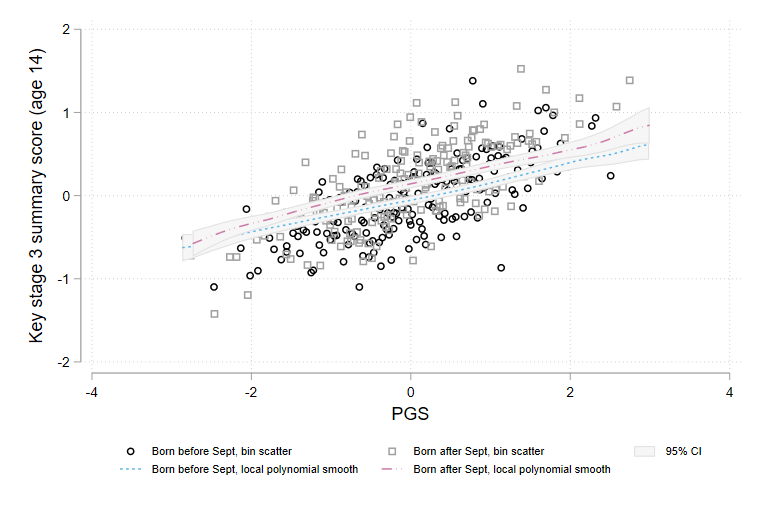 Key stage 3 summary score (age 14)
2
1
0
-1
-2
-4
-2
0
2
4
PGS
Born before Sept, bin scatter
Born after Sept, bin scatter
95% CI
Born before Sept, local polynomial smooth
Born after Sept, local polynomial smooth